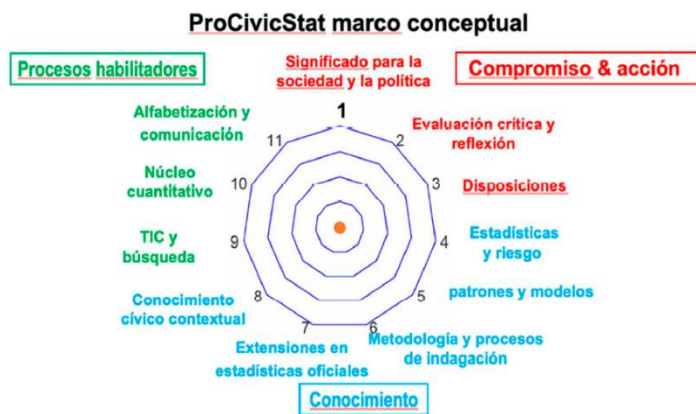 ProCivicStat marco conceptual
Procesos habilitadores
Significado para la
sociedad y la política
Compromiso & acción
1
Alfabetización y
comunicación
11
2
Evaluación crítica y
reflexión
Núcleo
cuantitativo
10
3
Disposiciones
TIC y
búsqueda
9
4
Estadísticas
y riesgo
Conocimiento
cívico contextual
8
5
patrones y modelos
7
6
Metodología y procesos
de indagación
Extensiones en
estadísticas oficiales
Conocimiento